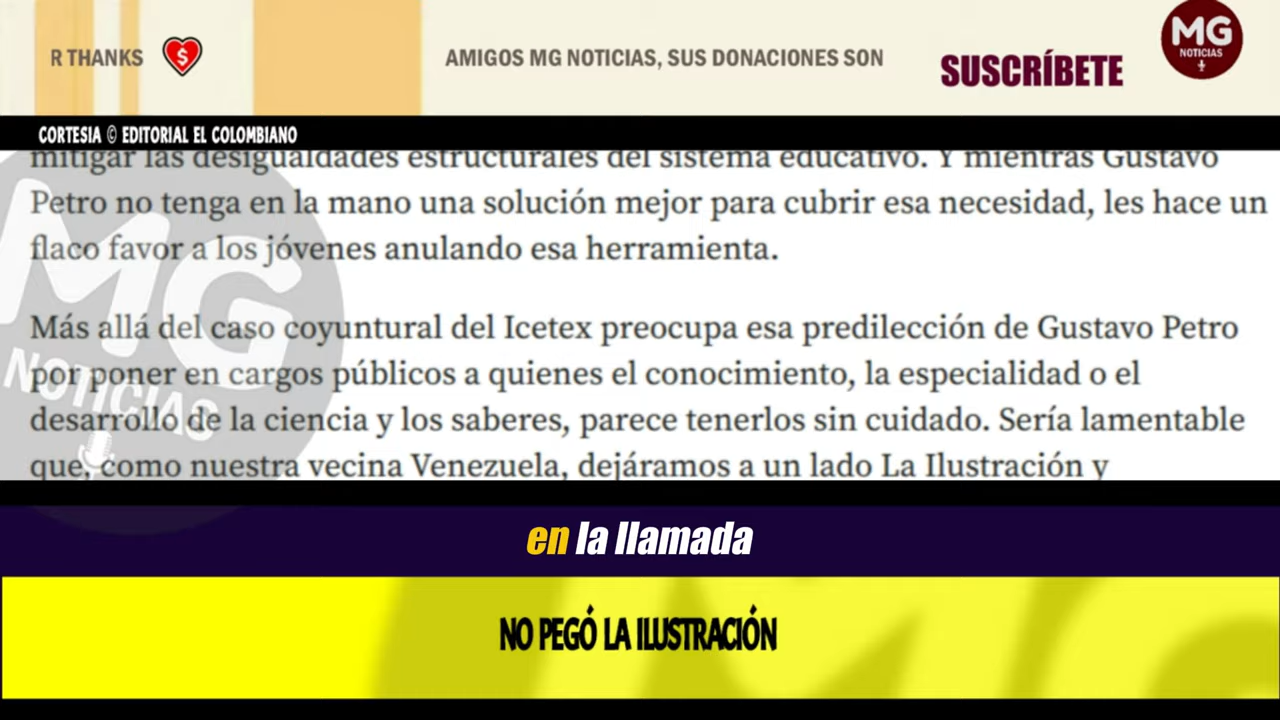 R THANKS
AMIGOS MG NOTICIAS, SUS DONACIONES SON
SUSCRÍBETE
MG
NOTICIAS
CORTESIA © EDITORIAL EL COLOMBIANO
mitigar las desigualdades estructurales del sistema educativo. Y mientras Gustavo
Petro no tenga en la mano una solución mejor para cubrir esa necesidad, les hace un
flaco favor a los jóvenes anulando esa herramienta.
Más allá del caso coyuntural del Icetex preocupa esa predilección de Gustavo Petro
por poner en cargos públicos a quienes el conocimiento, la especialidad o el
desarrollo de la ciencia y los saberes, parece tenerlos sin cuidado. Sería lamentable
que, como nuestra vecina Venezuela, dejáramos a un lado La Ilustración y
MG
NOTICIAS
en la llamada
NO PEGÓ LA ILUSTRACIÓN